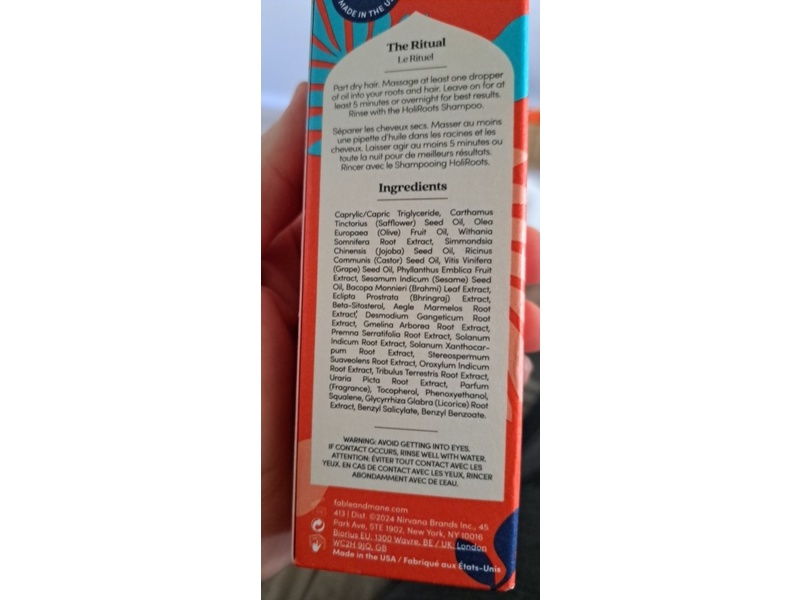 MADE IN THE U
The Ritual
Le Rituel
Part dry hair. Massage at least one dropper
of oil into your roots and hair. Leave on for at
least 5 minutes or overnight for best results.
Rinse with the HoliRoots Shampoo.
Séparer les cheveux secs. Masser au moins
une pipette d'huile dans les racines et les
cheveux. Laisser agir au moins 5 minutes ou
toute la nuit pour de meilleurs résultats.
Rincer avec le Shampooing HoliRoots.
Ingredients
Caprylic/Capric Triglyceride, Carthamus
Tinctorius (Safflower) Seed Oil, Olea
Europaea (Olive) Fruit Oil, Withania
Somnifera Root Extract, Simmondsia
Chinensis (Jojoba) Seed Oil, Ricinus
Communis (Castor) Seed Oil, Vitis Vinifera
(Grape) Seed Oil, Phyllanthus Emblica Fruit
Extract, Sesamum Indicum (Sesame) Seed
Oil, Bacopa Monnieri (Brahmi) Leaf Extract,
Eclipta Prostrata (Bhringraj) Extract,
Beta-Sitosterol, Aegle Marmelos Root
Extract, Desmodium Gangeticum Root
Extract, Gmelina Arborea Root Extract,
Premna Serratifolia Root Extract, Solanum
Indicum Root Extract, Solanum Xanthocar-
pum Root Extract, Stereospermum
Suaveolens Root Extract, Oroxylum Indicum
Root Extract, Tribulus Terrestris Root Extract,
Uraria Picta Root Extract, Parfum
(Fragrance), Tocopherol, Phenoxyethanol,
Squalene, Glycyrrhiza Glabra (Licorice) Root
Extract, Benzyl Salicylate, Benzyl Benzoate.
WARNING: AVOID GETTING INTO EYES.
IF CONTACT OCCURS, RINSE WELL WITH WATER.
ATTENTION: ÉVITER TOUT CONTACT AVEC LES
YEUX. EN CAS DE CONTACT AVEC LES YEUX, RINCER
ABONDAMMENT AVEC DE L'EAU.
fableandmane.com
413 | Dist. ©2024 Nirvana Brands Inc., 45
Park Ave, STE 1902, New York, NY 10016
Biorius EU, 1300 Wavre, BE / UK, London
WC2H 9JQ, GB
Made in the USA / Fabriqué aux États-Unis